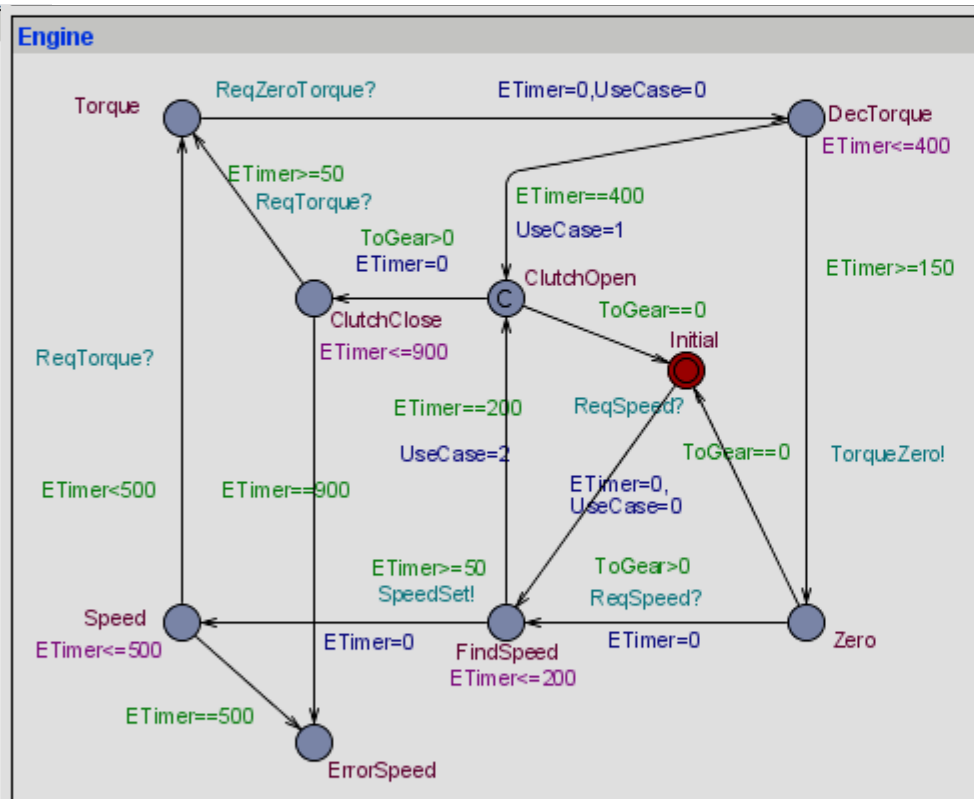 Engine
ReqZeroTorque?
ETimer=0,UseCase=0
Torque
DecTorque
ETimer<=400
ETimer>=50
ReqTorque?
ETimer==400
UseCase=1
ToGear>0
ETimer=0
ClutchOpen
C
ETimer>=150
ToGear==0
ClutchClose
ETimer<=900
Initial
ReqTorque?
ETimer==200
ReqSpeed?
UseCase=2
ToGear==0
TorqueZero!
ETimer<500
ETimer==900
ETimer=0,
UseCase=0
ETimer>=50
SpeedSet!
ToGear>0
ReqSpeed?
Speed
ETimer<=500
ETimer=0
FindSpeed
ETimer<=200
ETimer=0
Zero
ETimer==500
ErrorSpeed